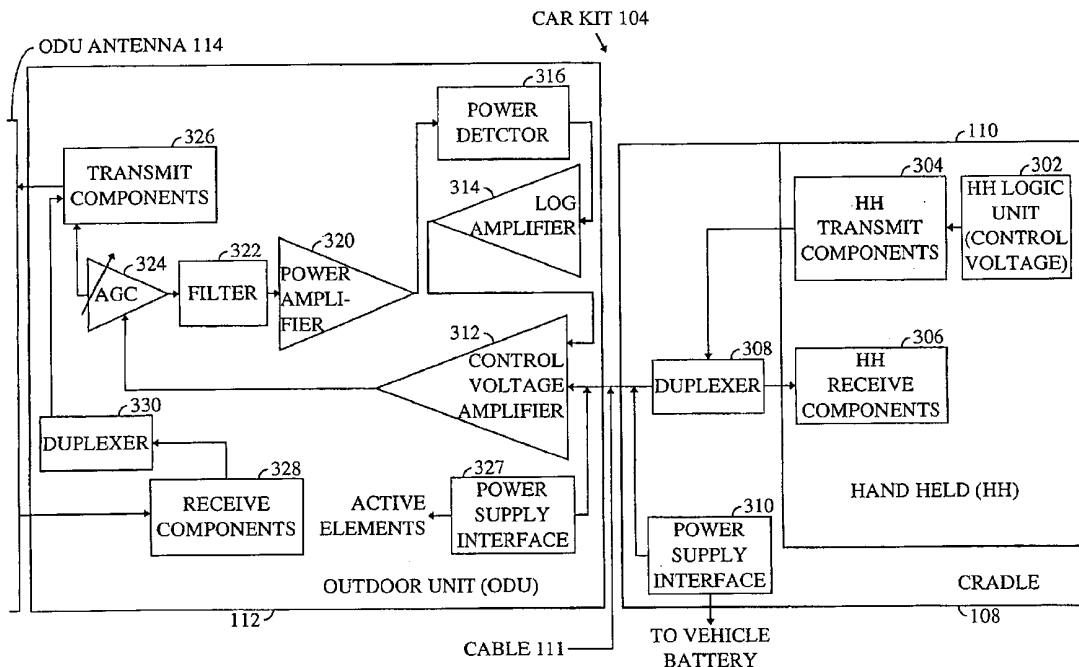 CAR KIT 104
ODU ANTENNA 114
316
POWER
DETCTOR
326
TRANSMIT
COMPONENTS
314
LOG
AMPLIFIER
110
304
HH
TRANSMIT
COMPONENTS
302
HH LOGIC
UNIT
(CONTROL
VOLTAGE)
324
AGC
322
FILTER
320
POWER
AMPLI-
FIER
312
CONTROL
VOLTAGE
AMPLIFIER
308
DUPLEXER
306
HH
RECEIVE
COMPONENTS
330
DUPLEXER
328
RECEIVE
COMPONENTS
ACTIVE
ELEMENTS
327
POWER
SUPPLY
INTERFACE
HAND HELD (HH)
310
POWER
SUPPLY
INTERFACE
OUTDOOR UNIT (ODU)
CRADLE
112
108
CABLE 111
TO VEHICLE
BATTERY